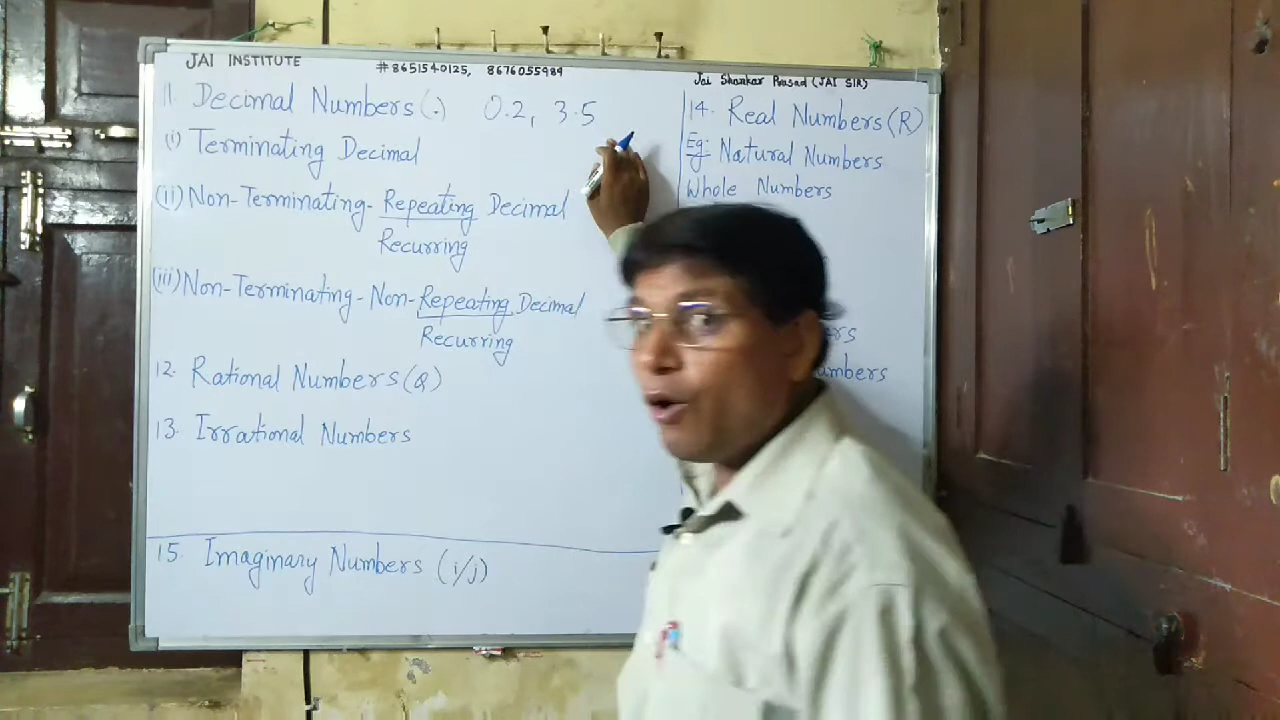 JAI INSTITUTE #8651540125, 8676055989 Jai Shankar Prasad (JAI SIR)
11. Decimal Numbers (.) 0.2, 3.5
(i) Terminating Decimal
(ii) Non-Terminating-Repeating Decimal
Recurring
(iii) Non-Terminating-Non-Repeating Decimal
Recurring
12. Rational Numbers (Q)
13. Irrational Numbers
15. Imaginary Numbers (i/j)
14. Real Numbers (R)
Eg: Natural Numbers
Whole Numbers